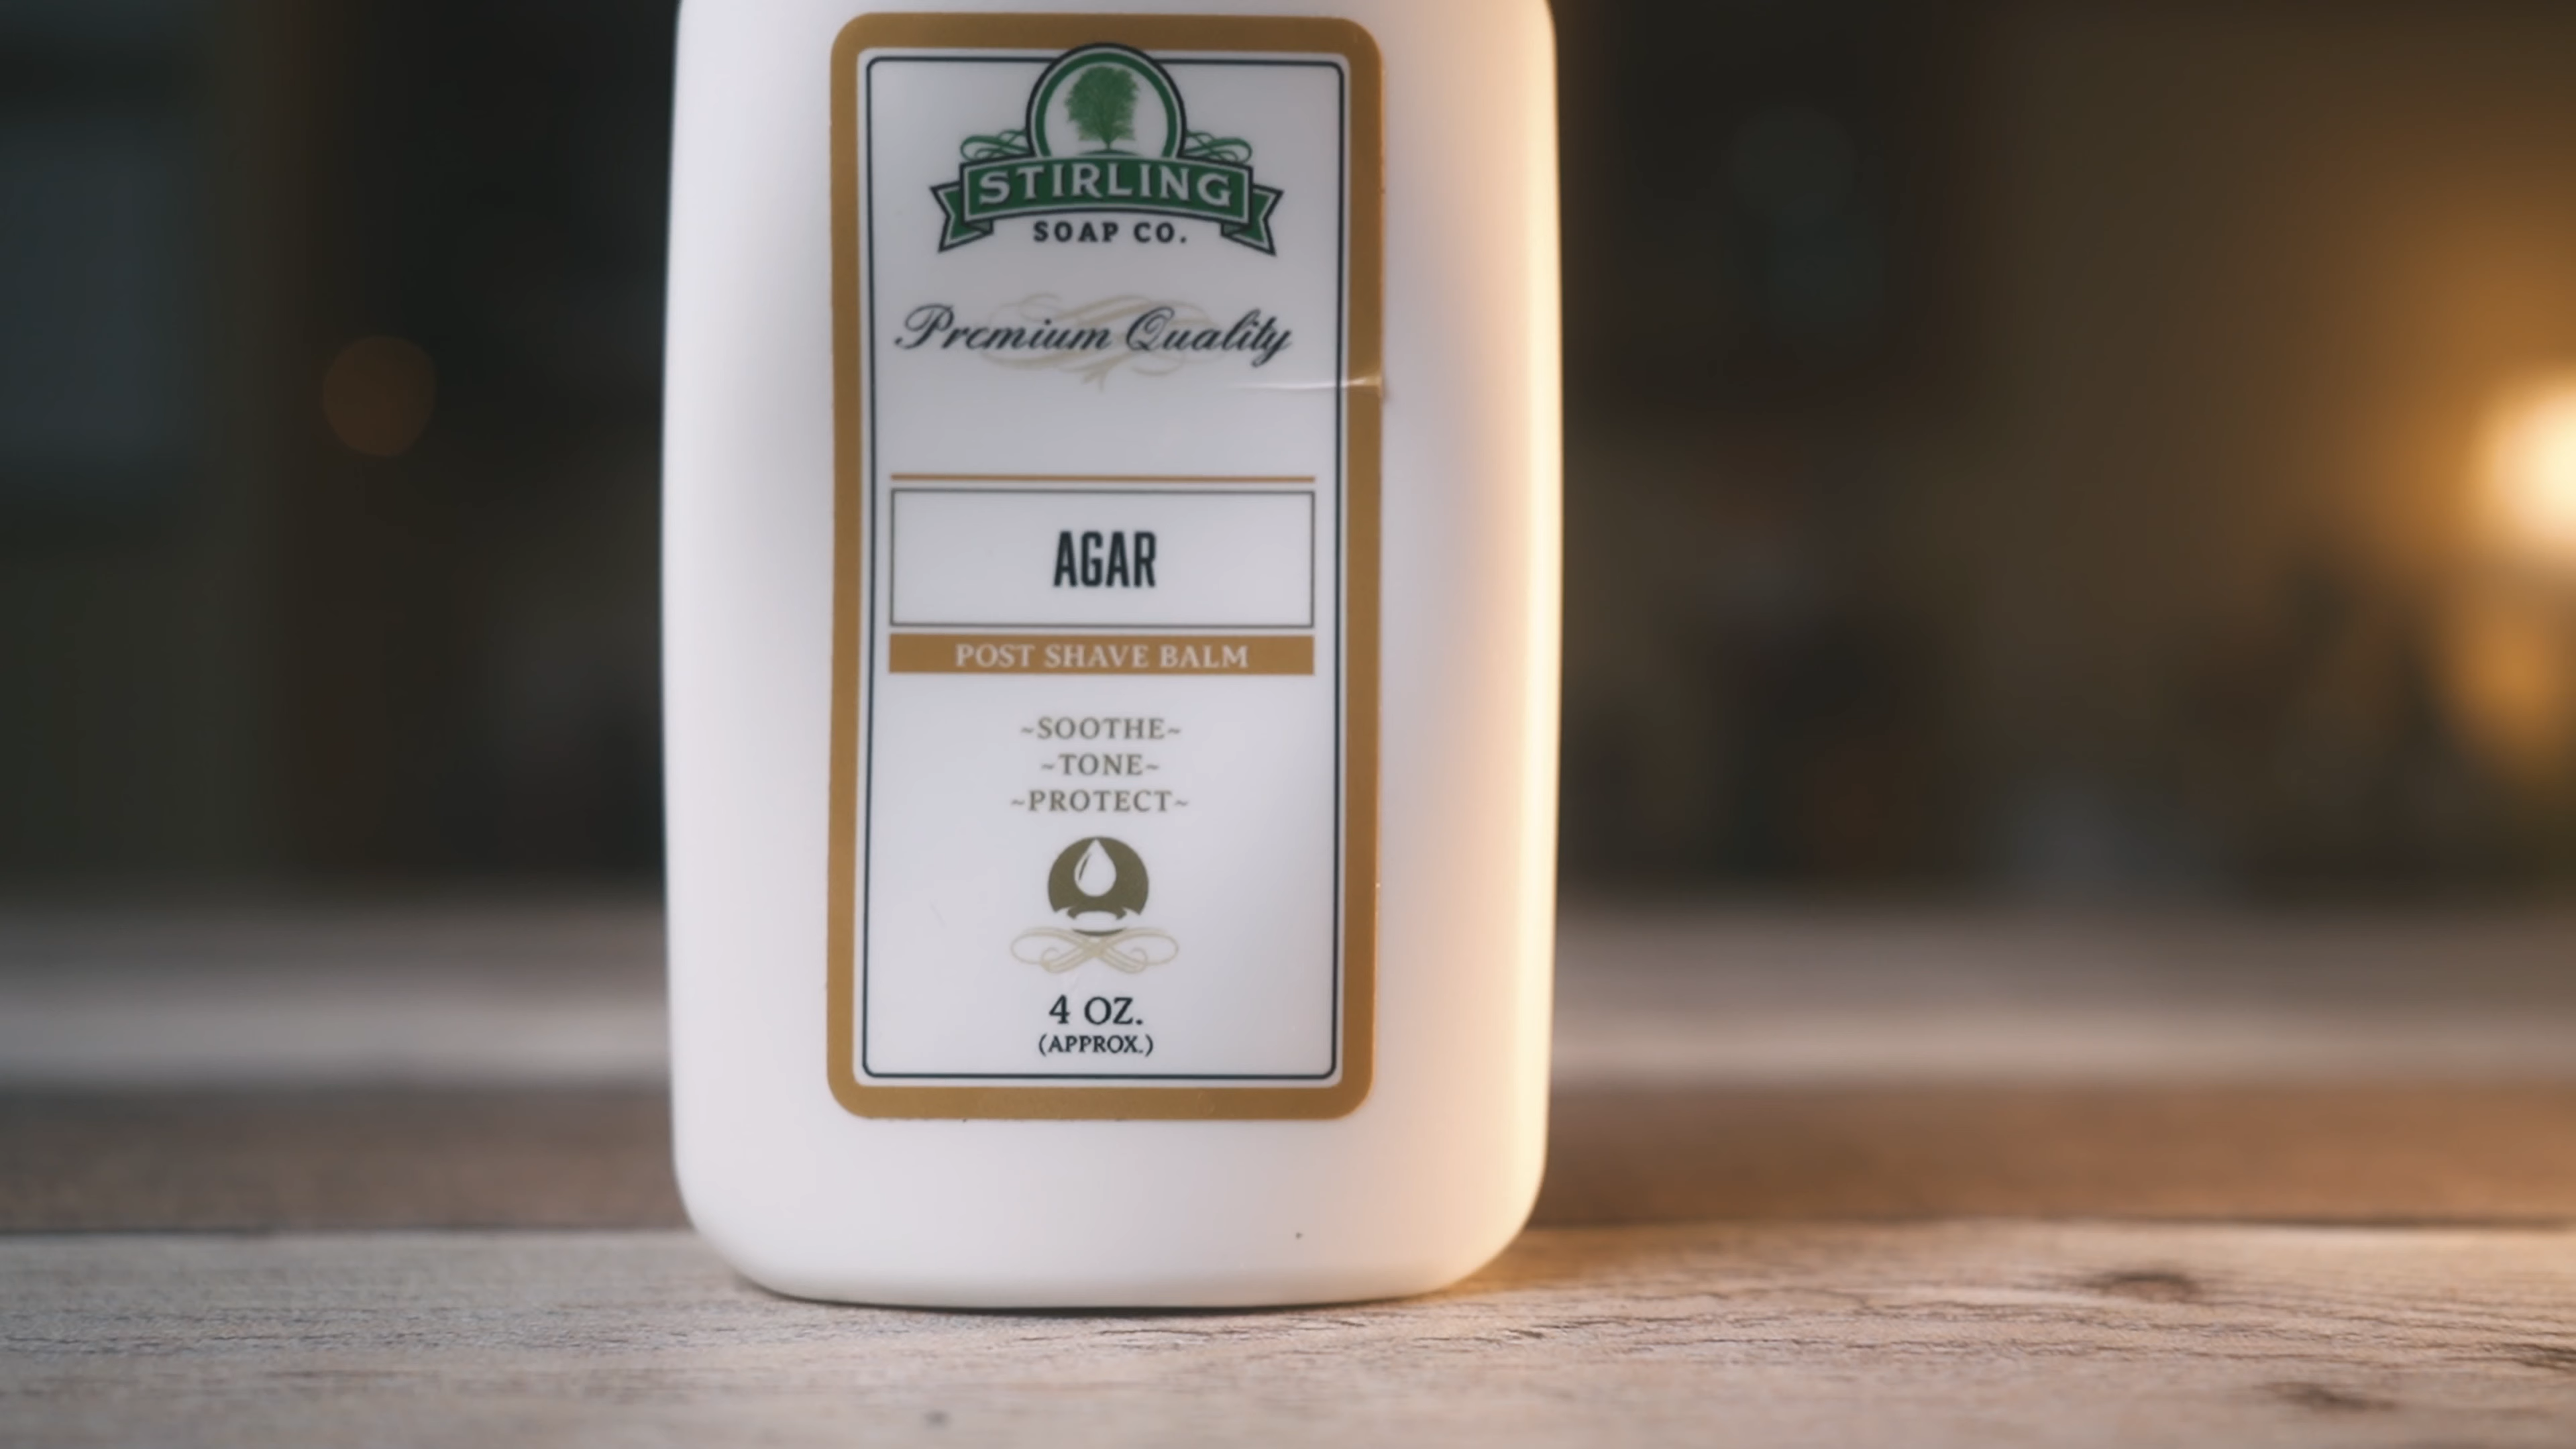 STIRLING
SOAP CO.
Premium Quality
AGAR
POST SHAVE BALM
~SOOTHE~
~TONE~
~PROTECT~
4 OZ.
(APPROX.)